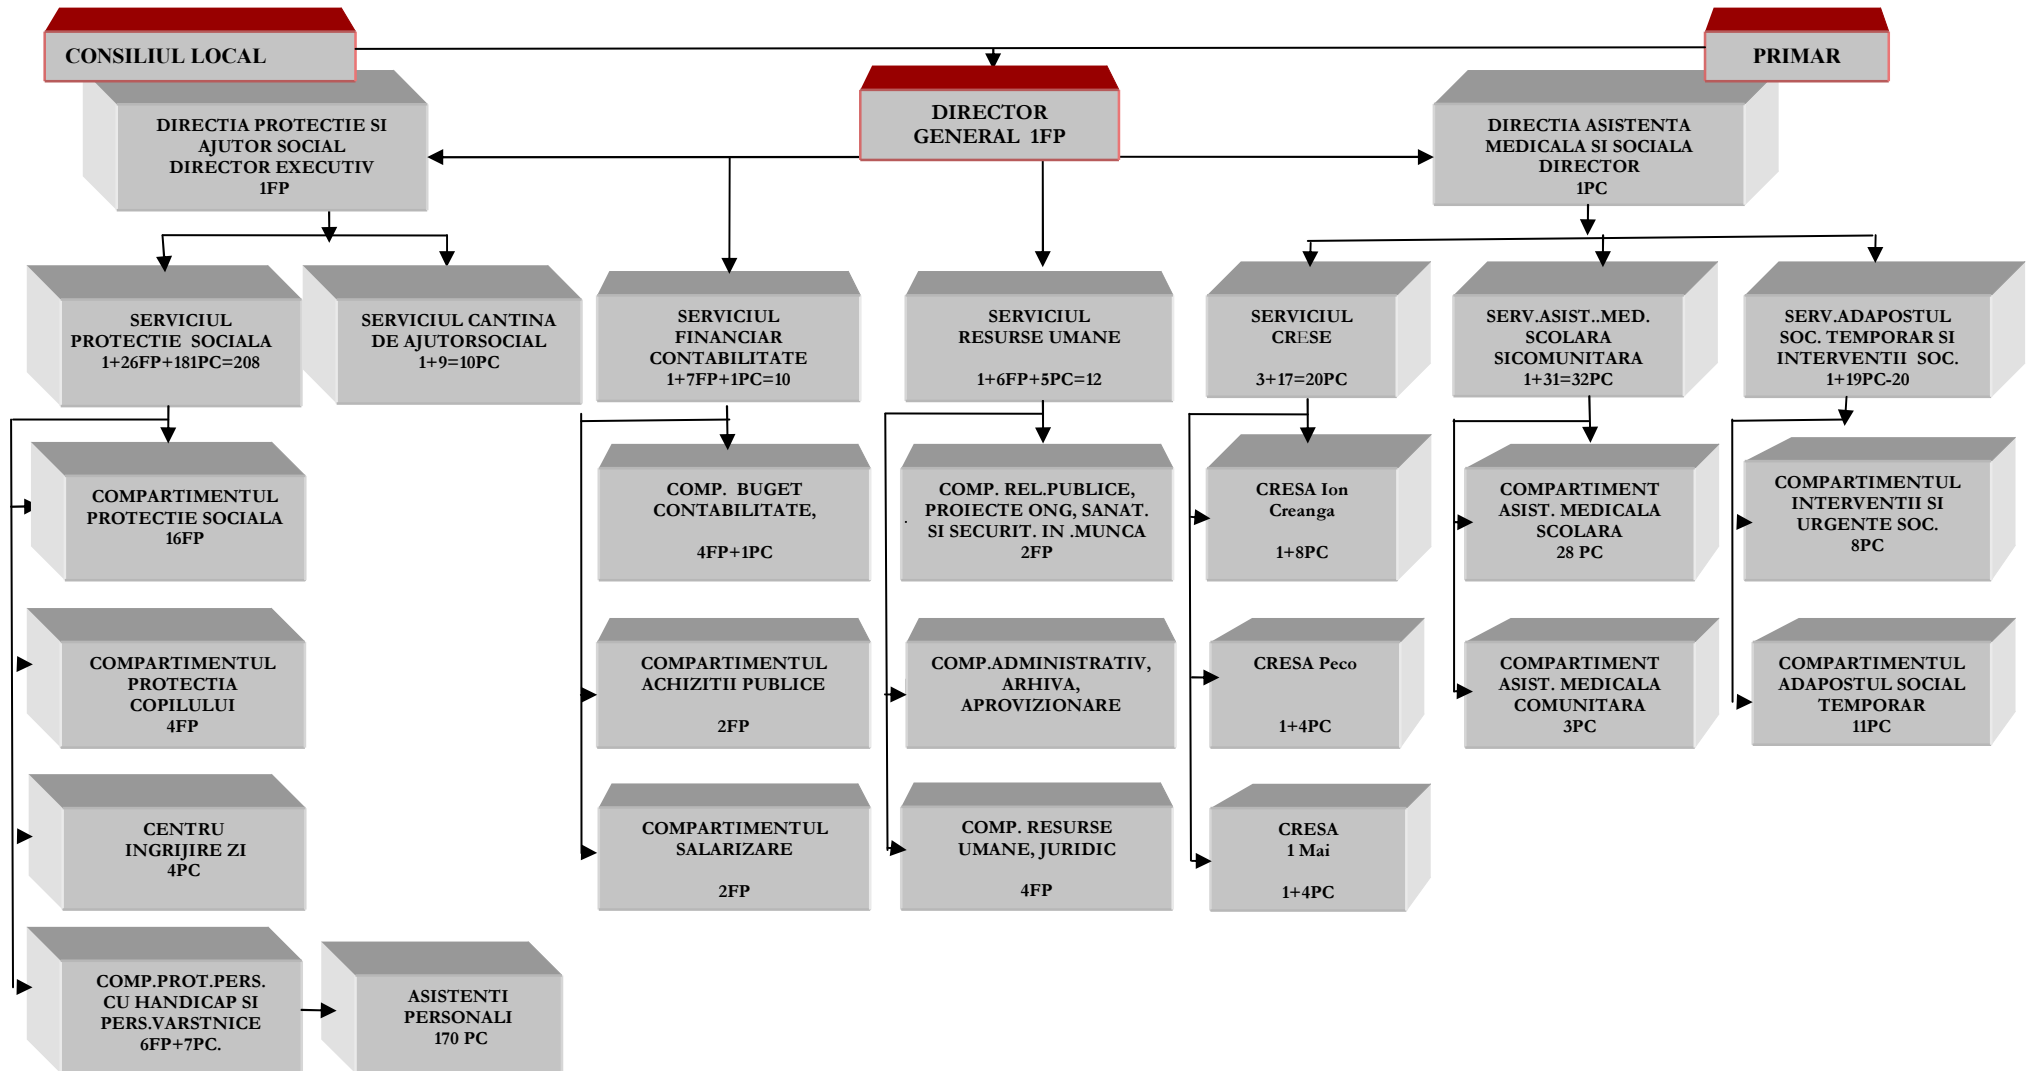 CONSILIUL LOCAL
PRIMAR
DIRECTOR
GENERAL 1FP
DIRECTIA PROTECTIE SI
AJUTOR SOCIAL
DIRECTOR EXECUTIV
1FP
DIRECTIA ASISTENTA
MEDICALA SI SOCIALA
DIRECTOR
1PC
SERVICIUL
PROTECTIE SOCIALA
1+26FP+181PC=208
SERVICIUL CANTINA
DE AJUTORSOCIAL
1+9=10PC
SERVICIUL
FINANCIAR
CONTABILITATE
1+7FP+1PC=10
SERVICIUL
RESURSE UMANE
1+6FP+5PC=12
SERVICIUL
CRESE
3+17=20PC
SERV.ASIST..MED.
SCOLARA
SICOMUNITARA
1+31=32PC
SERV.ADAPOSTUL
SOC. TEMPORAR SI
INTERVENTII SOC.
1+19PC-20
COMPARTIMENTUL
PROTECTIE SOCIALA
16FP
COMP. BUGET
CONTABILITATE,
4FP+1PC
COMP. REL.PUBLICE,
PROIECTE ONG, SANAT.
SI SECURIT. IN .MUNCA
2FP
CRESA Ion
Creanga
1+8PC
COMPARTIMENT
ASIST. MEDICALA
SCOLARA
28 PC
COMPARTIMENTUL
INTERVENTII SI
URGENTE SOC.
8PC
COMPARTIMENTUL
PROTECTIA
COPILULUI
4FP
COMPARTIMENTUL
ACHIZITII PUBLICE
2FP
COMP.ADMINISTRATIV,
ARHIVA,
APROVIZIONARE
CRESA Peco
1+4PC
COMPARTIMENT
ASIST. MEDICALA
COMUNITARA
3PC
COMPARTIMENTUL
ADAPOSTUL SOCIAL
TEMPORAR
11PC
CENTRU
INGRIJIRE ZI
4PC
COMPARTIMENTUL
SALARIZARE
2FP
COMP. RESURSE
UMANE, JURIDIC
4FP
CRESA
1 Mai
1+4PC
COMP.PROT.PERS.
CU HANDICAP SI
PERS.VARSTNICE
6FP+7PC.
ASISTENTI
PERSONALI
170 PC